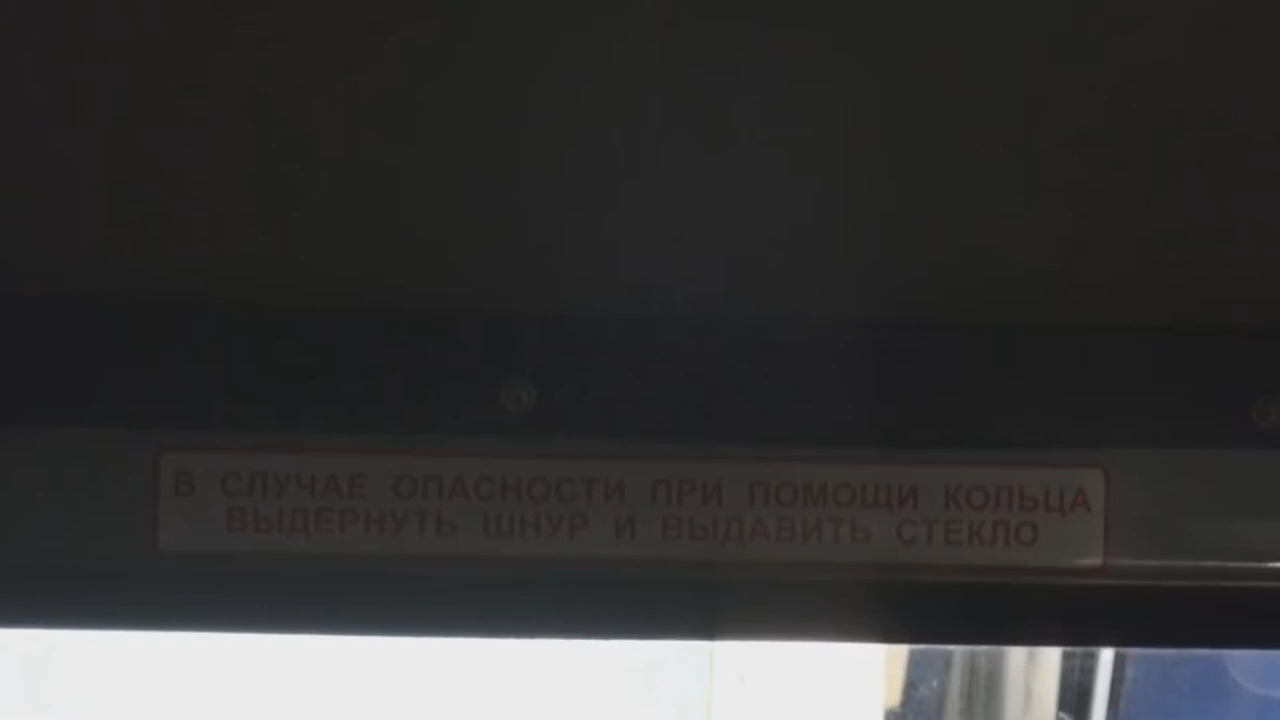 В СЛУЧАЕ ОПАСНОСТИ ПРИ ПОМОЩИ КОЛЬЦА
ВЫДЕРНУТЬ ШНУР И ВЫДАВИТЬ СТЕКЛО